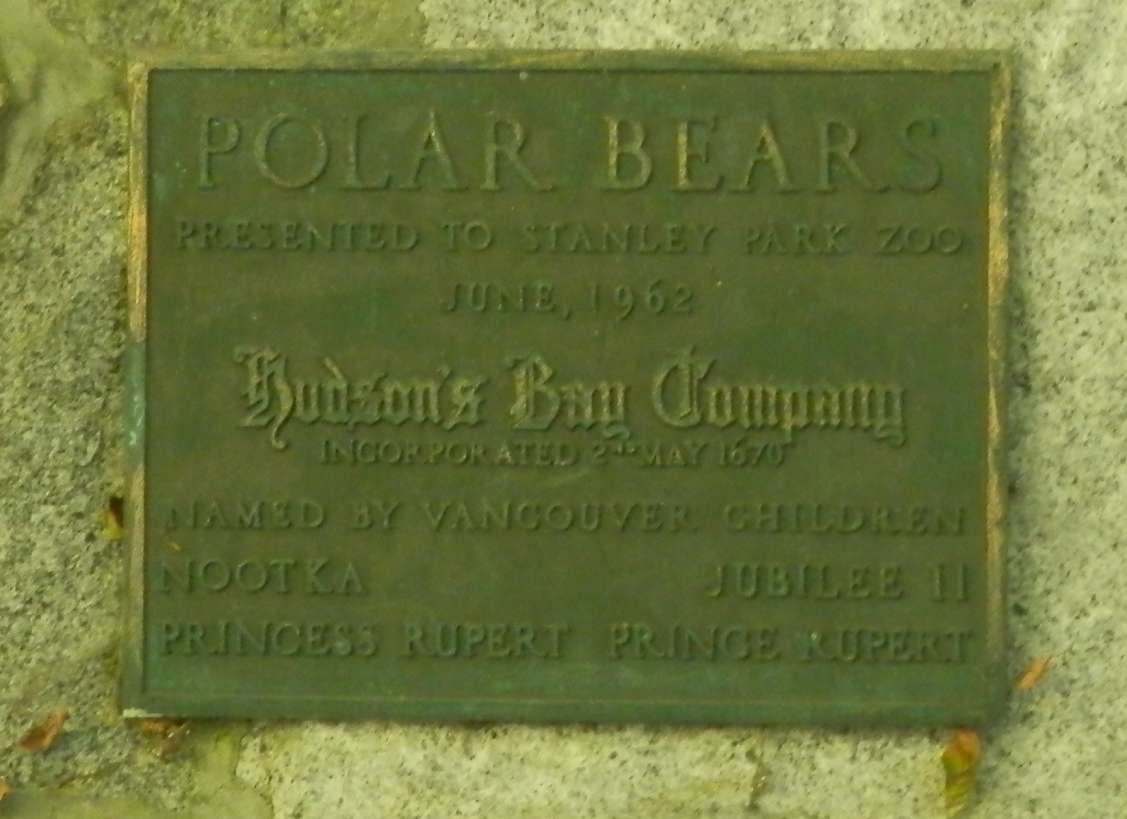 POLAR BEARS
PRESENTED TO STANLEY PARK ZOO
JUNE, 1962
Hudson's Bay Company
INCORPORATED 2ND MAY 1670
NAMED BY VANCOUVER CHILDREN
NOOTKA JUBILEE II
PRINCESS RUPERT PRINCE RUPERT